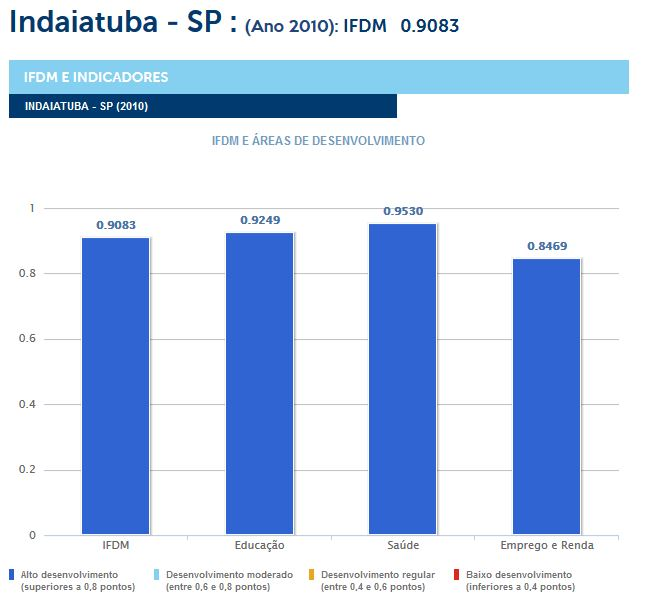 Indaiatuba - SP : (Ano 2010): IFDM 0.9083
IFDM E INDICADORES
INDAIATUBA - SP (2010)
IFDM E ÁREAS DE DESENVOLVIMENTO
1
0.9083
0.9249
0.9530
0.8469
0.8
0.6
0.4
0.2
0
IFDM
Educação
Saúde
Emprego e Renda
Alto desenvolvimento
(superiores a 0,8 pontos)
Desenvolvimento moderado
(entre 0,6 e 0,8 pontos)
Desenvolvimento regular
(entre 0,4 e 0,6 pontos)
Baixo desenvolvimento
(inferiores a 0,4 pontos)